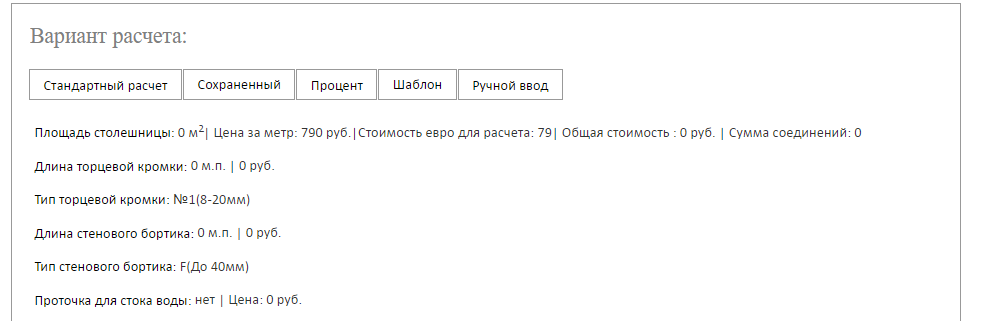 Вариант расчета:
Стандартный расчет Сохраненный Процент Шаблон Ручной ввод
Площадь столешницы: 0 м2| Цена за метр: 790 руб.|Стоимость евро для расчета: 79| Общая стоимость : 0 руб. | Сумма соединений: 0
Длина торцевой кромки: 0 м.п. | 0 руб.
Тип торцевой кромки: №1(8-20мм)
Длина стенового бортика: 0 м.п. | 0 руб.
Тип стенового бортика: F(До 40мм)
Проточка для стока воды: нет | Цена: 0 руб.